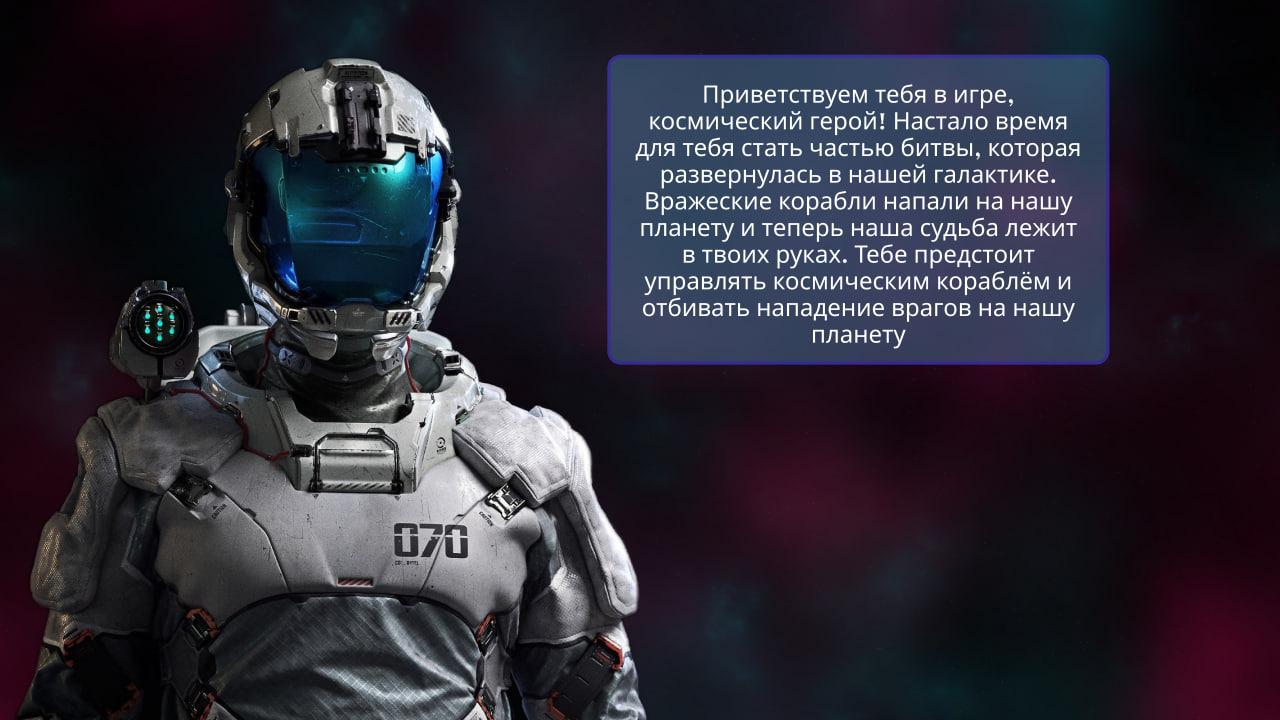 Приветствуем тебя в игре,
космический герой! Настало время
для тебя стать частью битвы, которая
развернулась в нашей галактике.
Вражеские корабли напали на нашу
планету и теперь наша судьба лежит
в твоих руках. Тебе предстоит
управлять космическим кораблём и
отбивать нападение врагов на нашу
планету
070